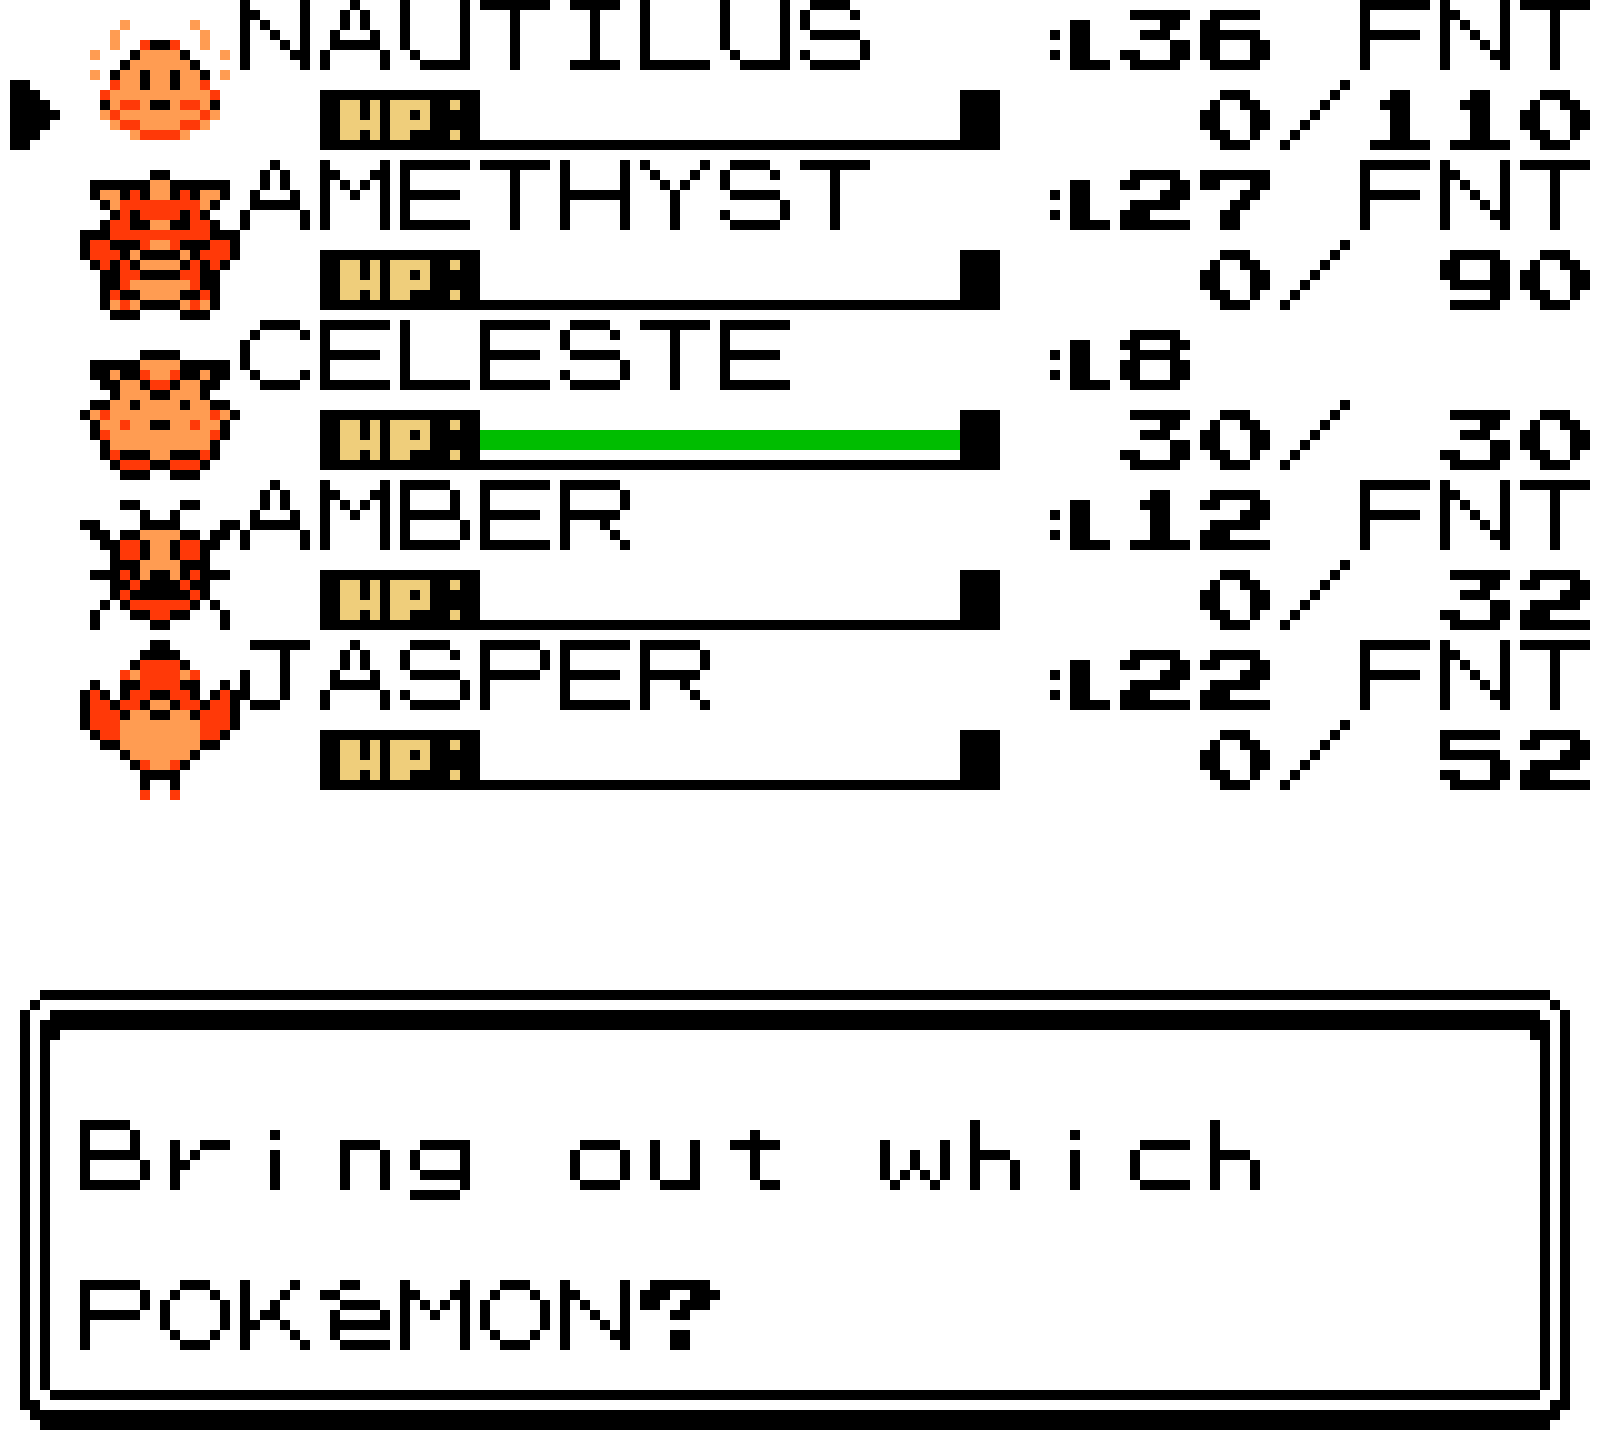 NAUTILUS :L36 FNT
HP: 0/110
AMETHYST :L27 FNT
HP: 0/ 90
CELESTE :L8
HP: 30/ 30
AMBER :L12 FNT
HP: 0/ 32
JASPER :L22 FNT
HP: 0/ 52
Bring out which
POKéMON?